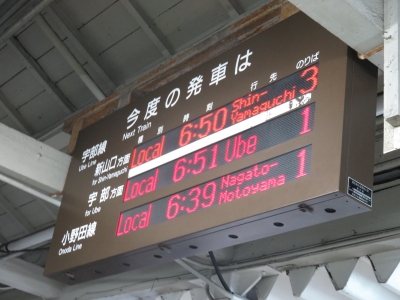 今度の発車は
Next Train
種別 時刻 行先 のりば
宇部線
Ube Line
新山口方面
for Shin-Yamaguchi
Local 6:50 Shin-Yamaguchi 3
宇部方面
for Ube
Local 6:51 Ube 1
小野田線
Onoda Line
Local 6:39 Nagato-Motoyama 1